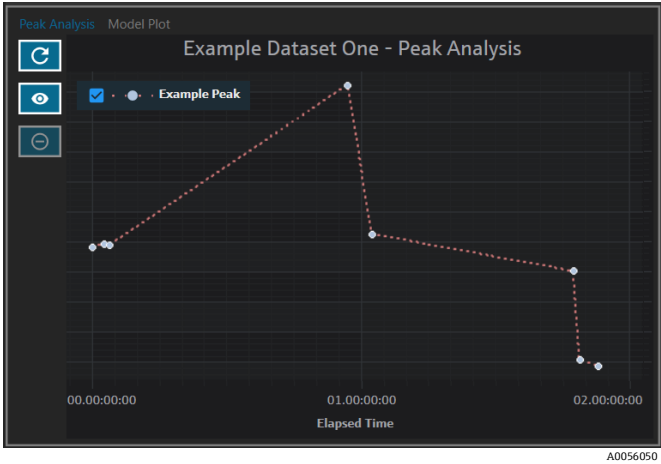 Peak Analysis Model Plot
Example Dataset One - Peak Analysis
Example Peak
00.00:00:00 01.00:00:00 02.00:00:00
Elapsed Time
A0056050